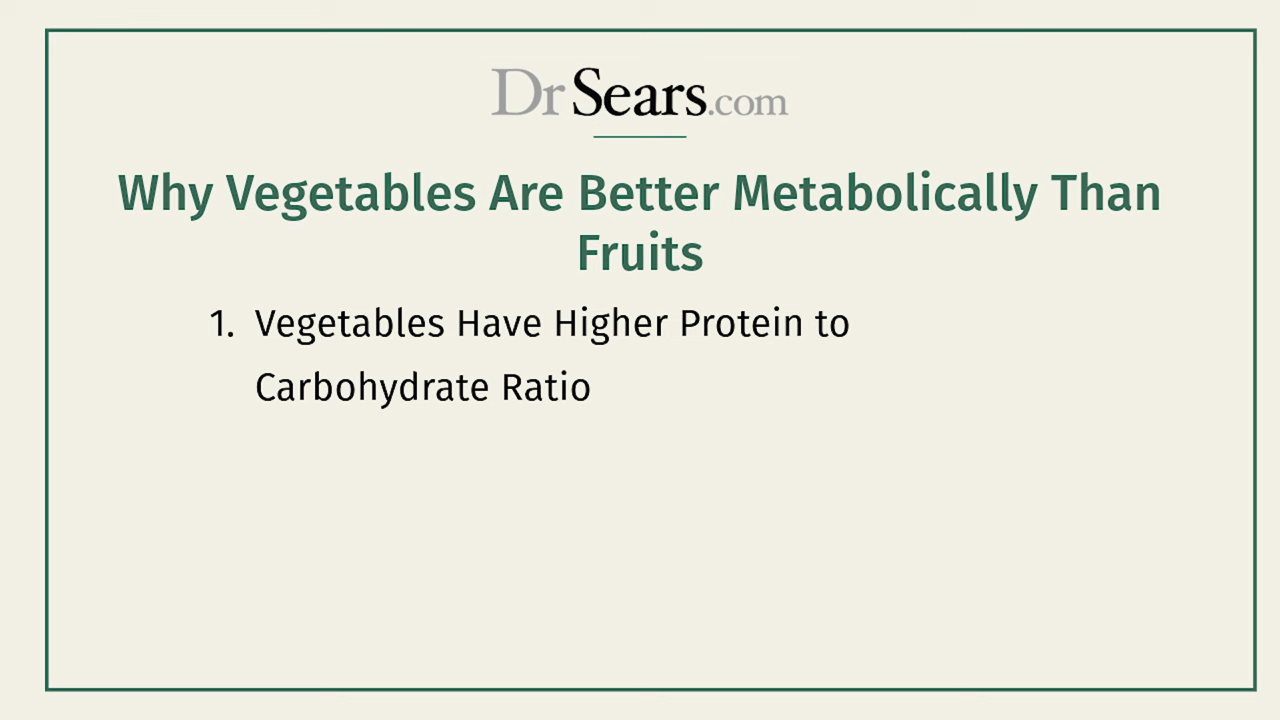 DrSears.com
Why Vegetables Are Better Metabolically Than
Fruits
1. Vegetables Have Higher Protein to
Carbohydrate Ratio